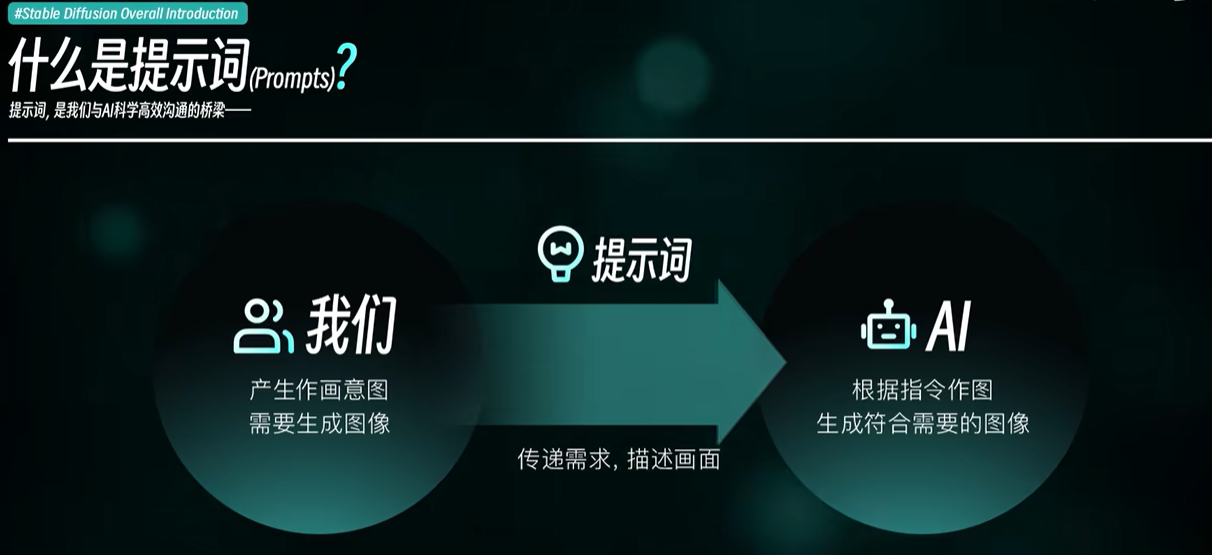 #Stable Diffusion Overall Introduction
什么是提示词(Prompts)?
提示词, 是我们与AI科学高效沟通的桥梁——
提示词
我们
产生作画意图
需要生成图像
传递需求, 描述画面
AI
根据指令作图
生成符合需要的图像